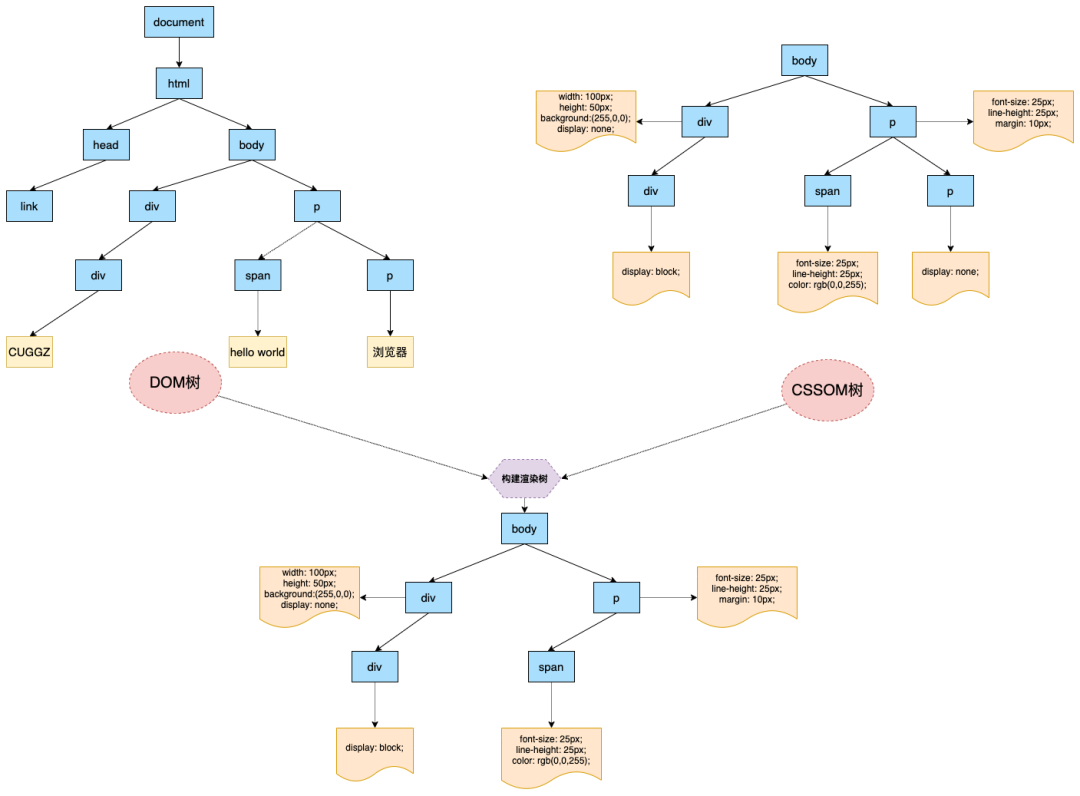 document
html
head
body
link
div
p
div
span
p
CUGGZ
hello world
浏览器
DOM树
body
width: 100px;
height: 50px;
background:(255,0,0);
display: none;
div
p
font-size: 25px;
line-height: 25px;
margin: 10px;
div
span
p
display: block;
font-size: 25px;
line-height: 25px;
color: rgb(0,0,255);
display: none;
CSSOM树
构建渲染树
body
width: 100px;
height: 50px;
background:(255,0,0);
display: none;
div
p
font-size: 25px;
line-height: 25px;
margin: 10px;
div
span
display: block;
font-size: 25px;
line-height: 25px;
color: rgb(0,0,255);